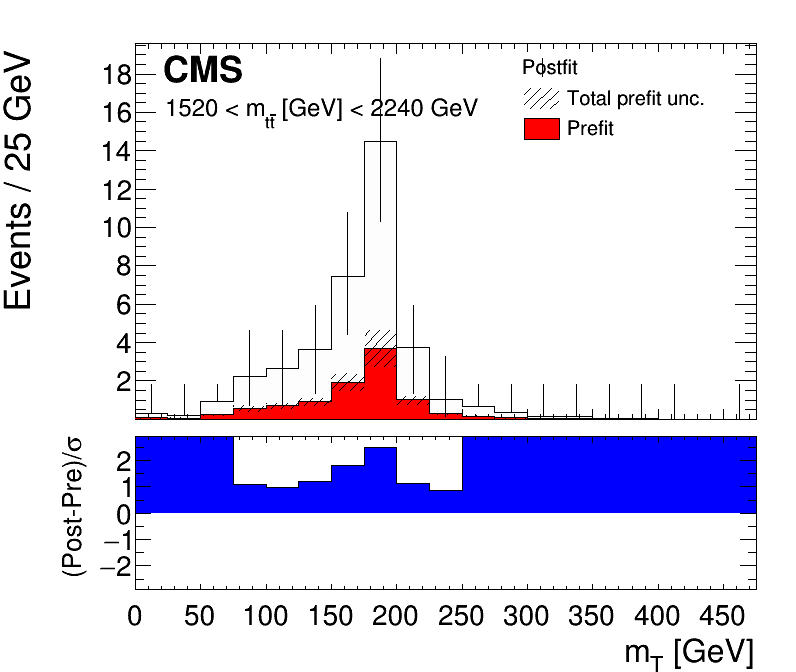 CMS
1520 < m_tt̄ [GeV] < 2240 GeV
Postfit
Total prefit unc.
Prefit
Events / 25 GeV
18
16
14
12
10
8
6
4
2
(Post-Pre)/σ
2
1
0
−1
−2
0 50 100 150 200 250 300 350 400 450
m_T [GeV]